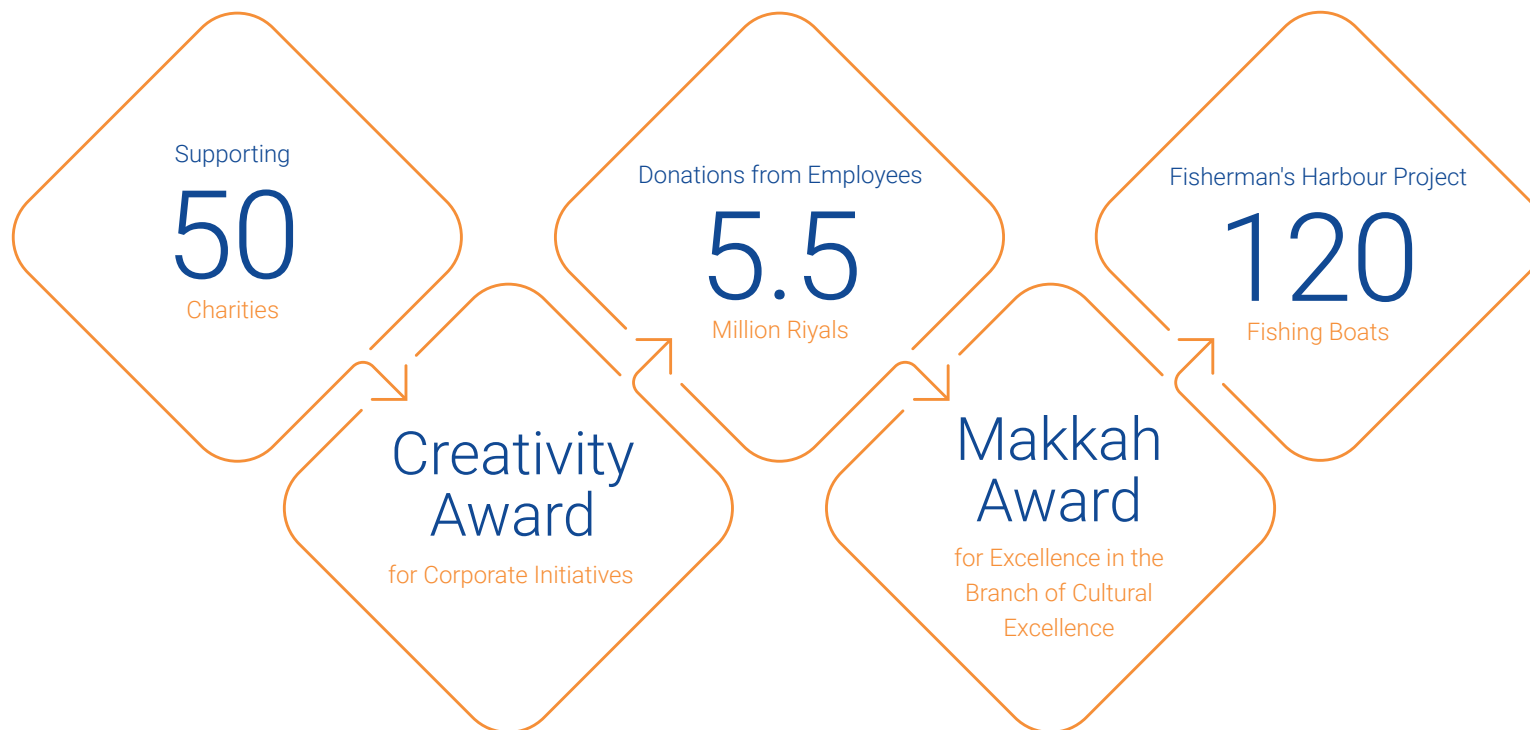 Supporting
50
Charities
Creativity
Award
for Corporate Initiatives
Donations from Employees
5.5
Million Riyals
Makkah
Award
for Excellence in the
Branch of Cultural
Excellence
Fisherman's Harbour Project
120
Fishing Boats